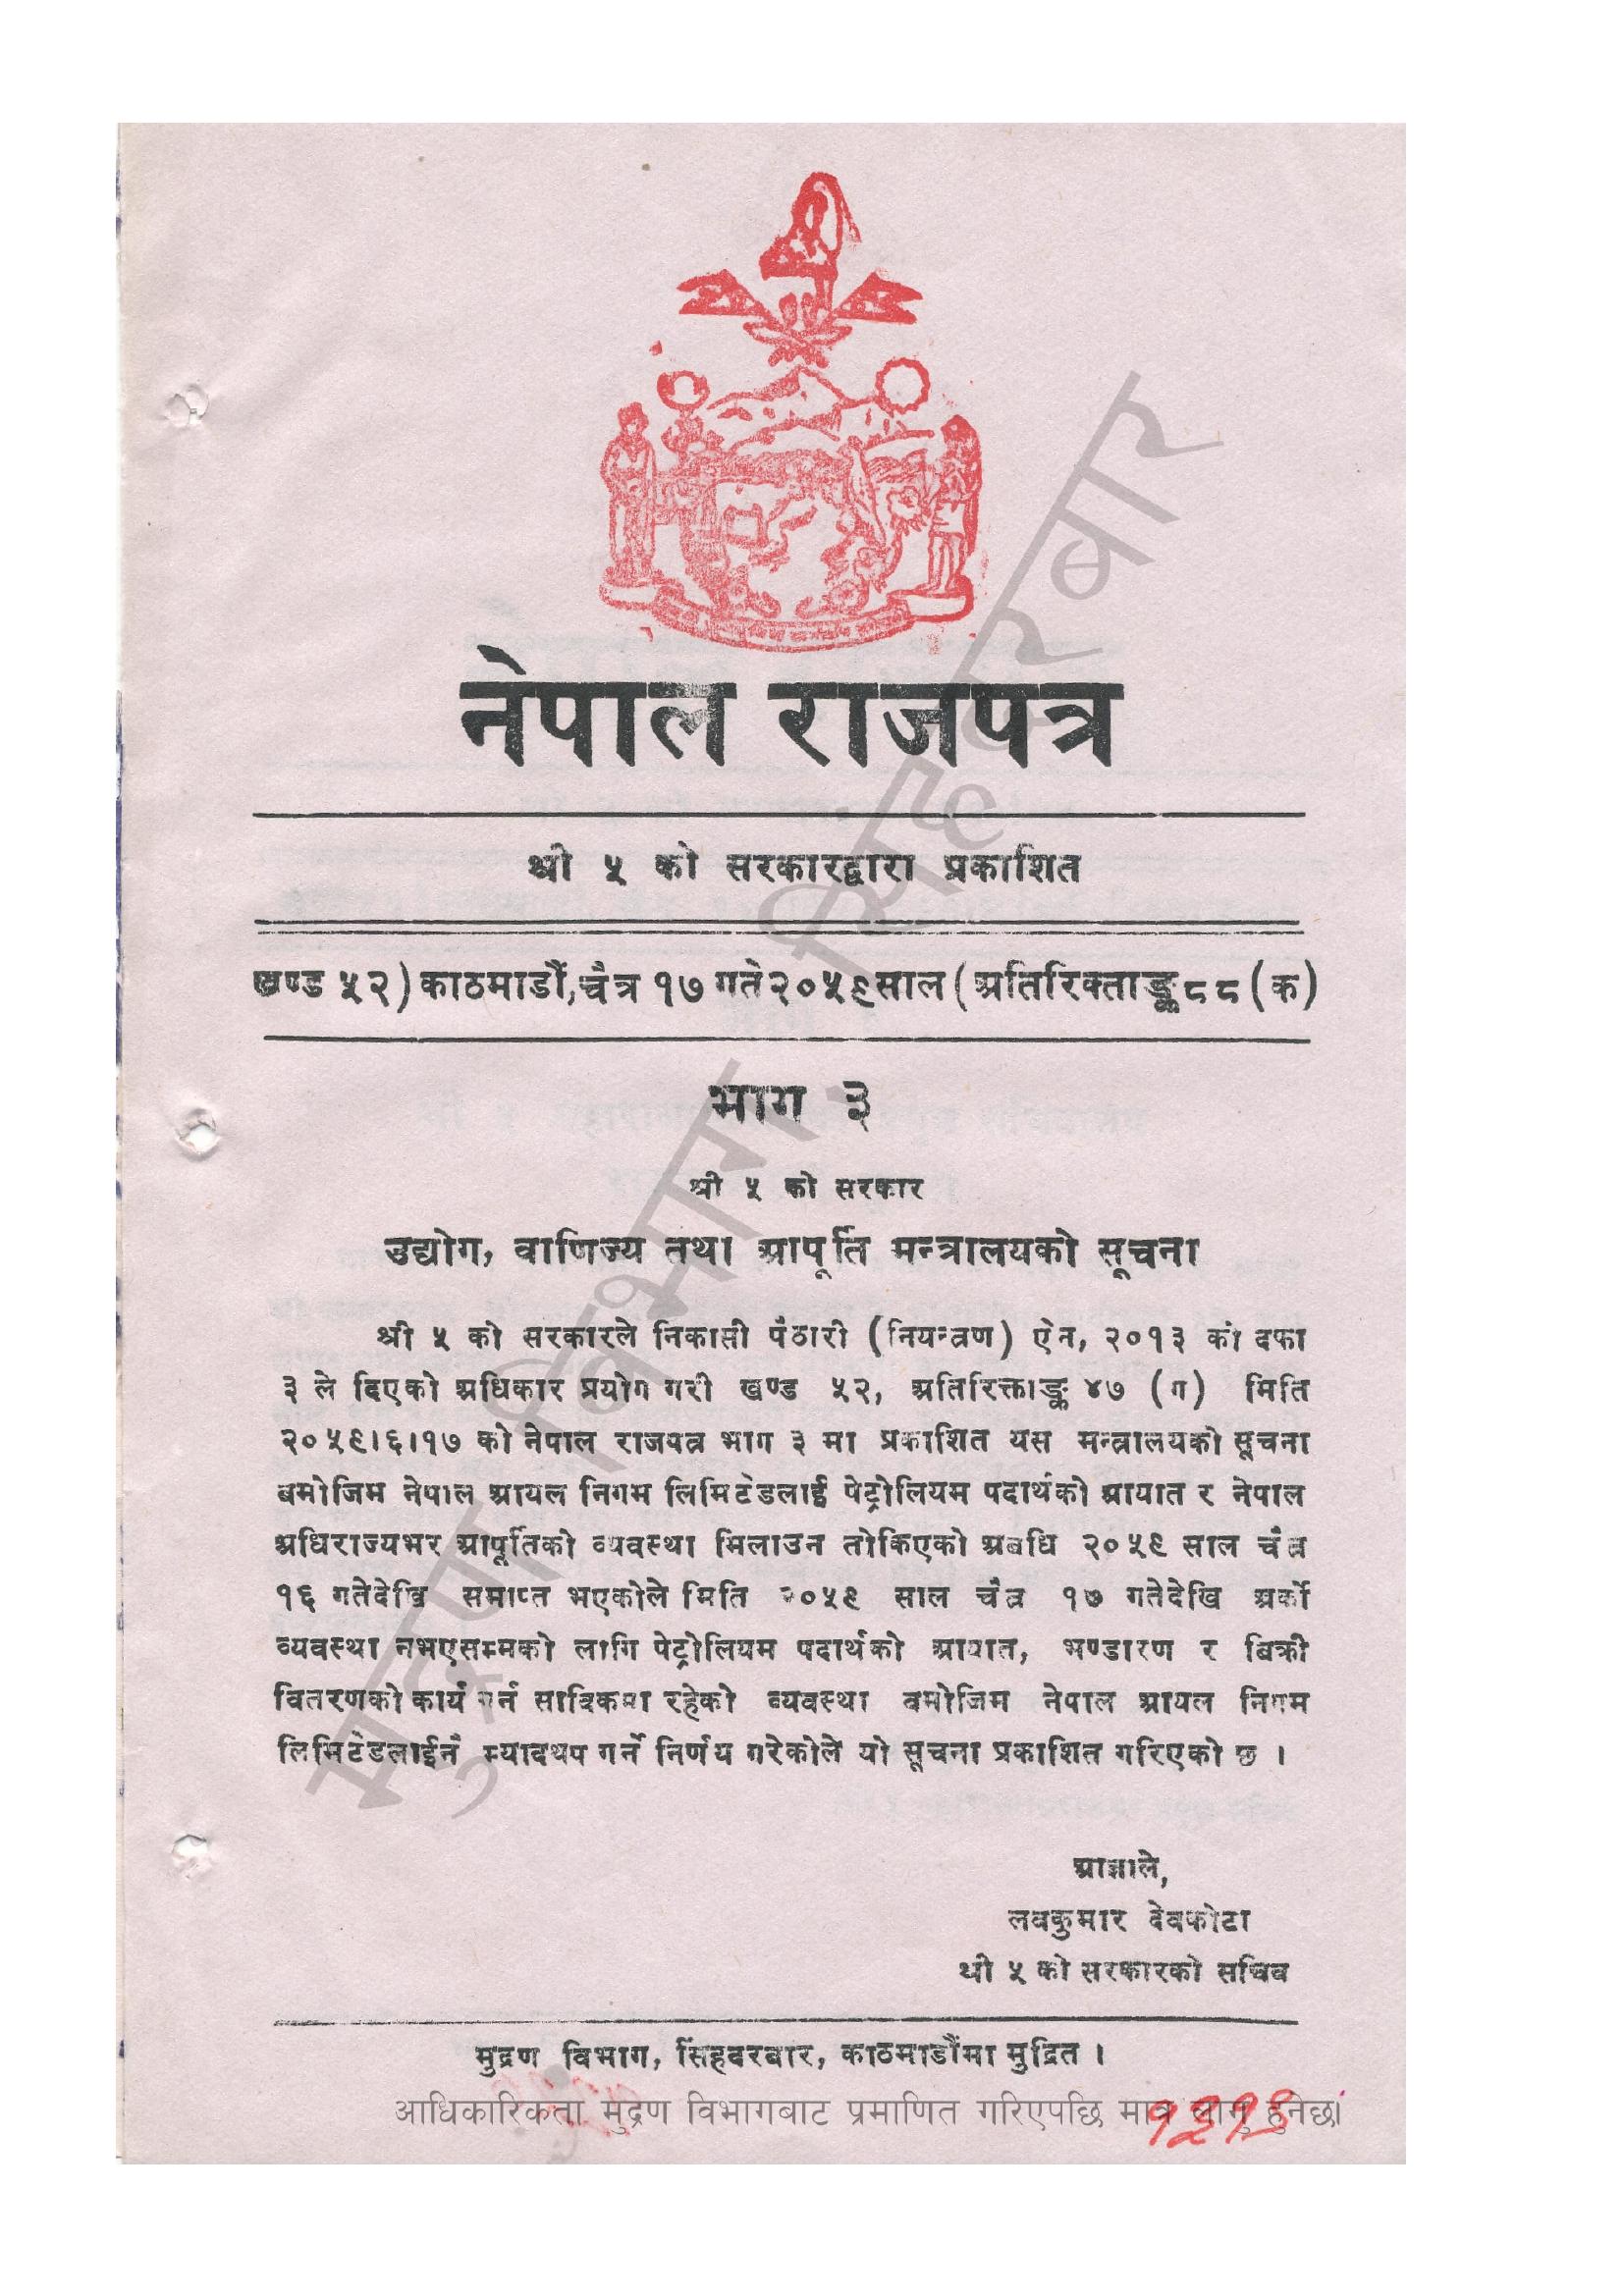 नेपाल राजपत्र
श्री ५ को सरकारद्वारा प्रकाशित
खण्ड ५२) काठमाडौं, चैत्र १७ गते २०५९ साल (अतिरिक्ताङ्क ८८ (क)
भाग ३
श्री ५ को सरकार
उद्योग, वाणिज्य तथा आपूर्ति मन्त्रालयको सूचना
श्री ५ को सरकारले निकासी पैठारी (नियन्त्रण) ऐन, २०१३ को दफा
३ ले दिएको अधिकार प्रयोग गरी खण्ड ५२, अतिरिक्ताङ्क ४७ (ग) मिति
२०५९।६।१७ को नेपाल राजपत्र भाग ३ मा प्रकाशित यस मन्त्रालयको सूचना
बमोजिम नेपाल आयल निगम लिमिटेडलाई पेट्रोलियम पदार्थको आयात र नेपाल
अधिराज्यभर आपूर्तिको व्यवस्था मिलाउन तोकिएको अबधि २०५९ साल चैत्र
१६ गतेदेखि समाप्त भएकोले मिति २०५९ साल चैत्र १७ गतेदेखि अर्को
व्यवस्था नभएसम्मको लागि पेट्रोलियम पदार्थको आयात, भण्डारण र बिक्री
वितरणको कार्य गर्न साविकमा रहेको व्यवस्था वमोजिम नेपाल आयल निगम
लिमिटेडलाईनै म्यादथप गर्ने निर्णय गरेकोले यो सूचना प्रकाशित गरिएको छ ।
आज्ञाले,
लवकुमार देवकोटा
श्री ५ को सरकारको सचिव
मुद्रण विभाग, सिंहदरबार, काठमाडौंमा मुद्रित ।
आधिकारिकता मुद्रण विभागबाट प्रमाणित गरिएपछि मात्र लागु हुनेछ।
मुद्रण विभाग, सिंहदरबार